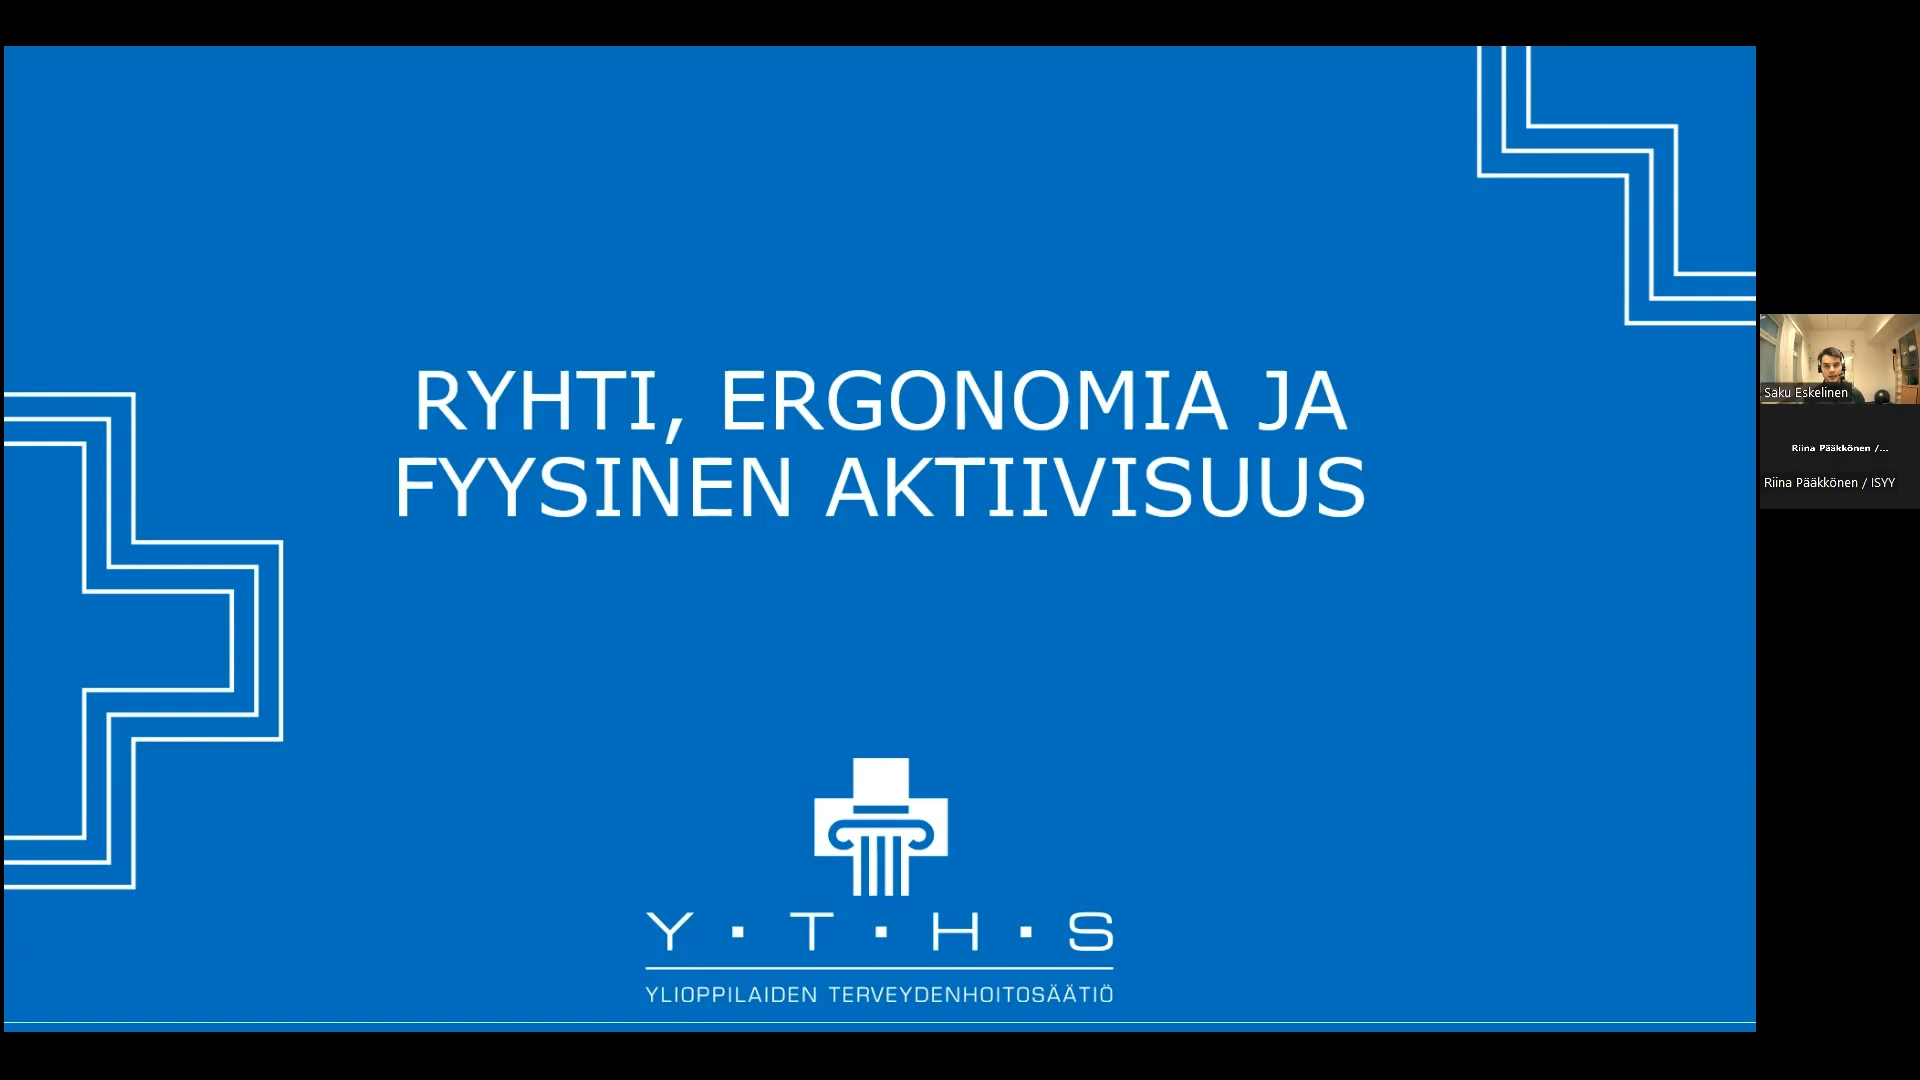 RYHTI, ERGONOMIA JA
FYYSINEN AKTIIVISUUS
Y · T · H · S
YLIOPPILAIDEN TERVEYDENHOITOSÄÄTIÖ
Saku Eskelinen
Riina Pääkkönen /...
Riina Pääkkönen / ISYY